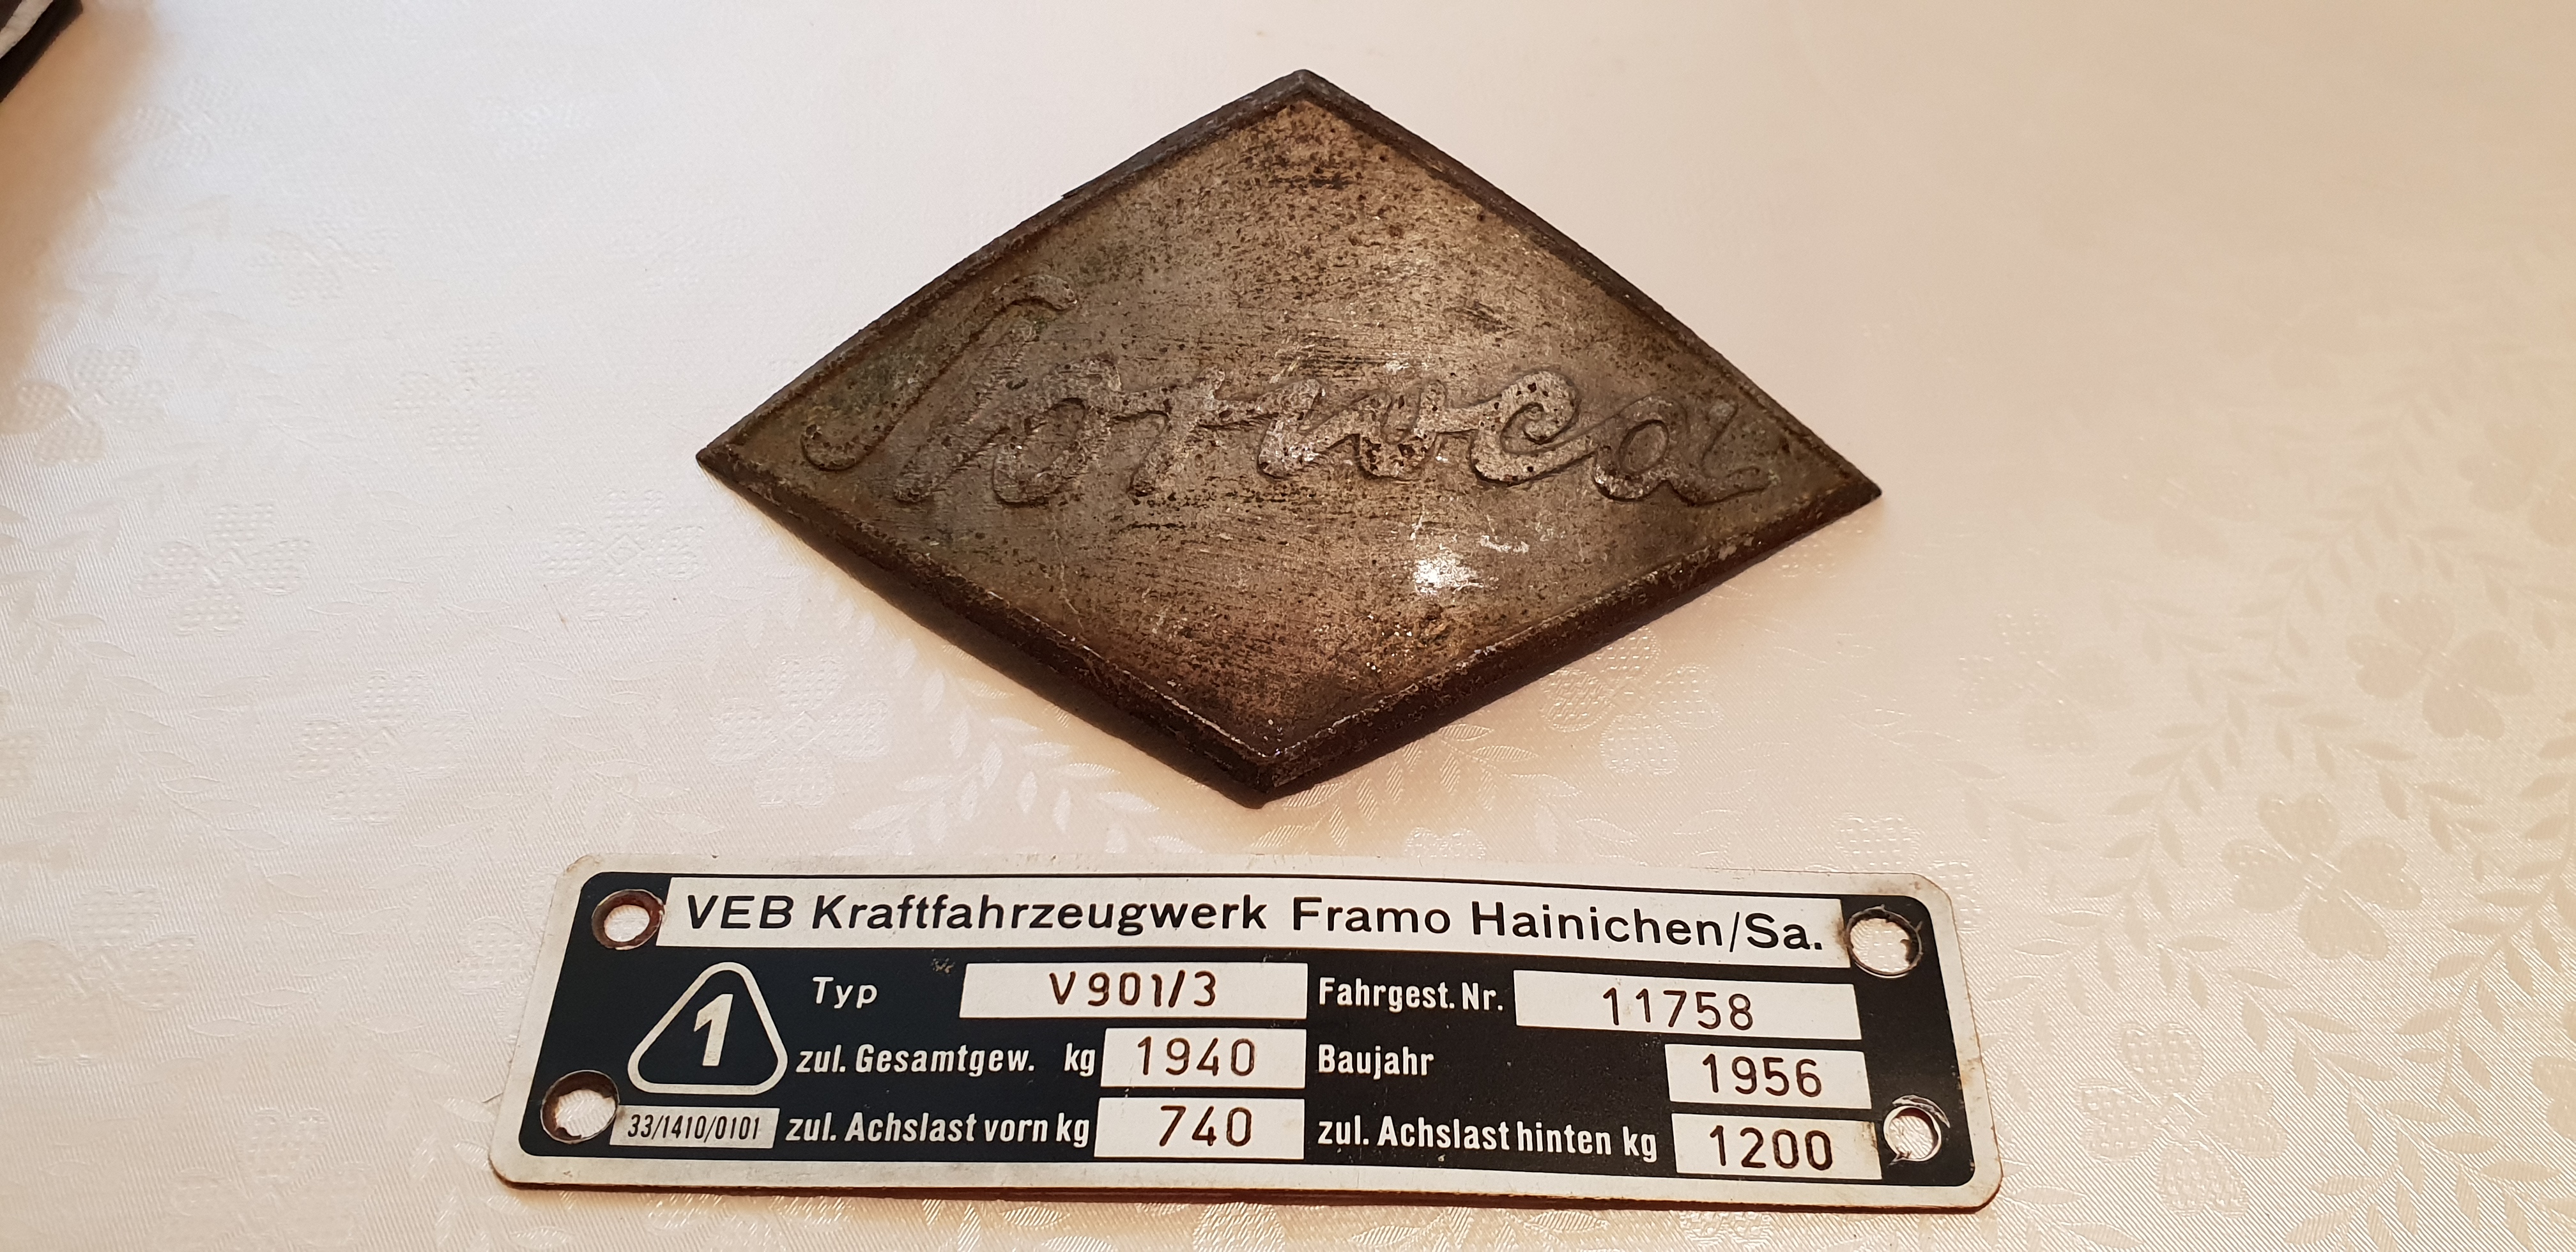 Norwed
VEB Kraftfahrzeugwerk Framo Hainichen/Sa.
1
Typ V901/3 Fahrgest. Nr. 11758
zul. Gesamtgew. kg 1940 Baujahr 1956
33/1410/0101 zul. Achslast vorn kg 740 zul. Achslast hinten kg 1200